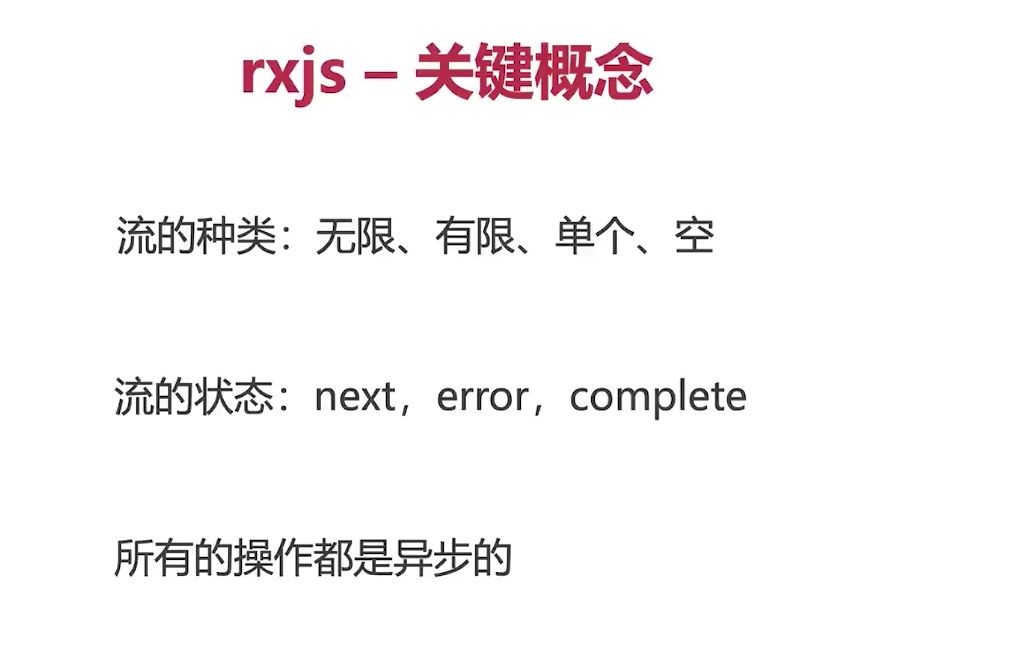 rxjs – 关键概念
流的种类：无限、有限、单个、空
流的状态：next，error，complete
所有的操作都是异步的